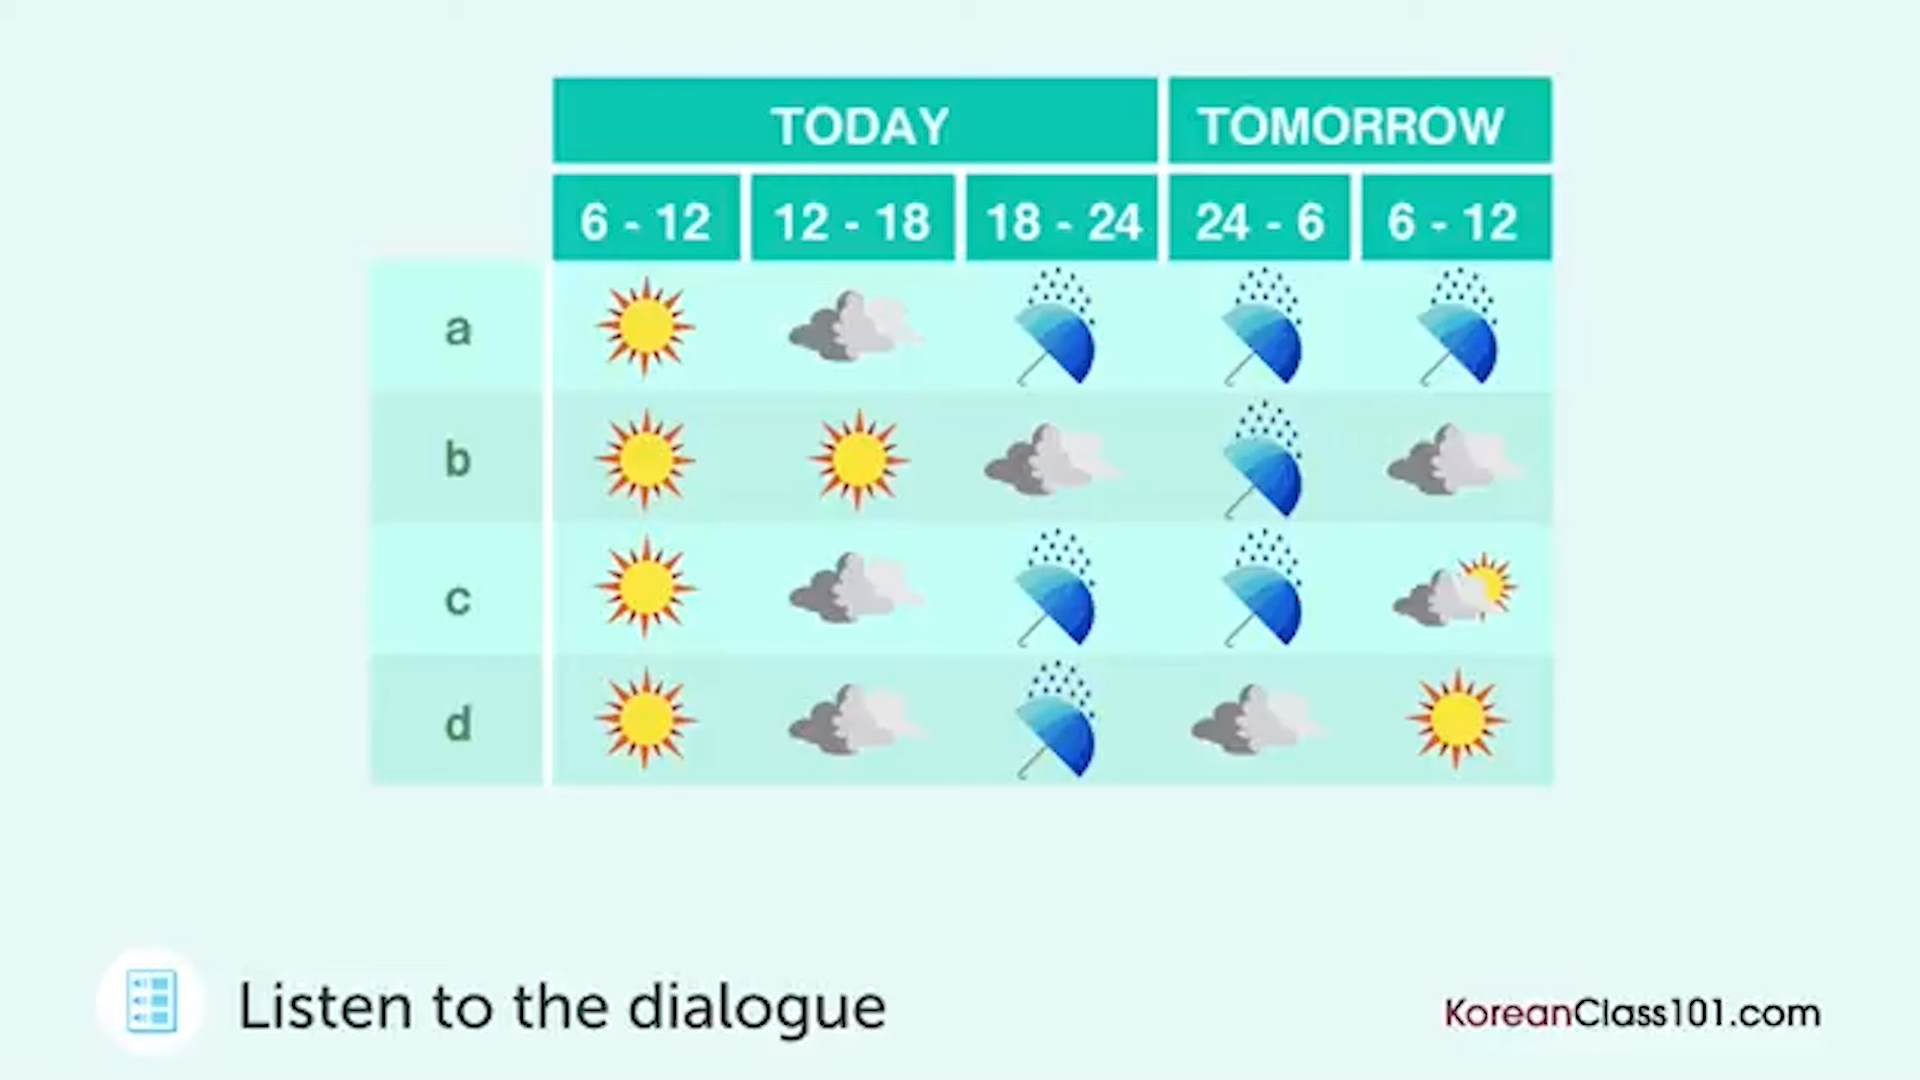 TODAY TOMORROW
6 - 12 12 - 18 18 - 24 24 - 6 6 - 12
a
b
c
d
Listen to the dialogue
KoreanClass101.com